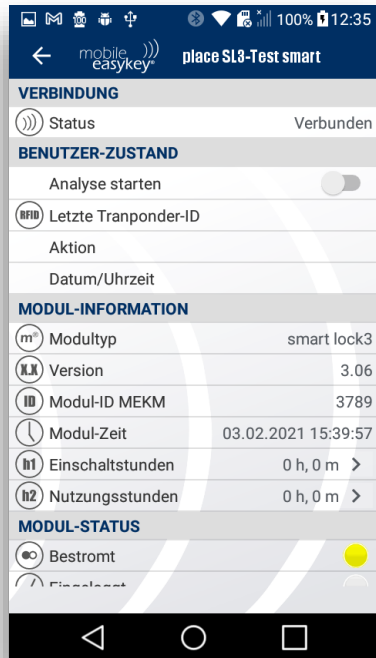 100% 12:35
mobile easykey® place SL3-Test smart
VERBINDUNG
Status Verbunden
BENUTZER-ZUSTAND
Analyse starten
RFID Letzte Tranponder-ID
Aktion
Datum/Uhrzeit
MODUL-INFORMATION
m® Modultyp smart lock3
X.X Version 3.06
ID Modul-ID MEKM 3789
Modul-Zeit 03.02.2021 15:39:57
h1 Einschaltstunden 0 h, 0 m >
h2 Nutzungsstunden 0 h, 0 m >
MODUL-STATUS
Bestromt
Eingeloggt